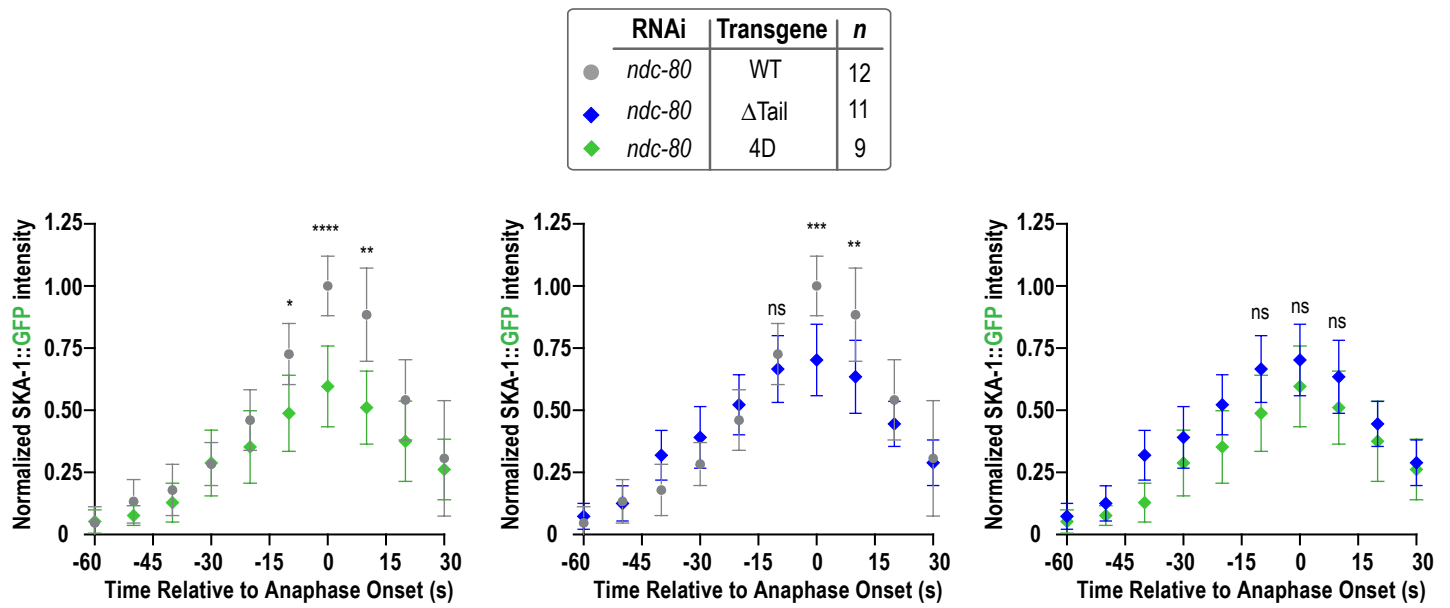 RNAi Transgene n
ndc-80 WT 12
ndc-80 ΔTail 11
ndc-80 4D 9
Normalized SKA-1::GFP intensity
1.25
1.00
0.75
0.50
0.25
0
* **** **
-60 -45 -30 -15 0 15 30
Time Relative to Anaphase Onset (s)
Normalized SKA-1::GFP intensity
1.25
1.00
0.75
0.50
0.25
0
ns *** **
-60 -45 -30 -15 0 15 30
Time Relative to Anaphase Onset (s)
Normalized SKA-1::GFP intensity
1.25
1.00
0.75
0.50
0.25
0
ns ns ns
-60 -45 -30 -15 0 15 30
Time Relative to Anaphase Onset (s)